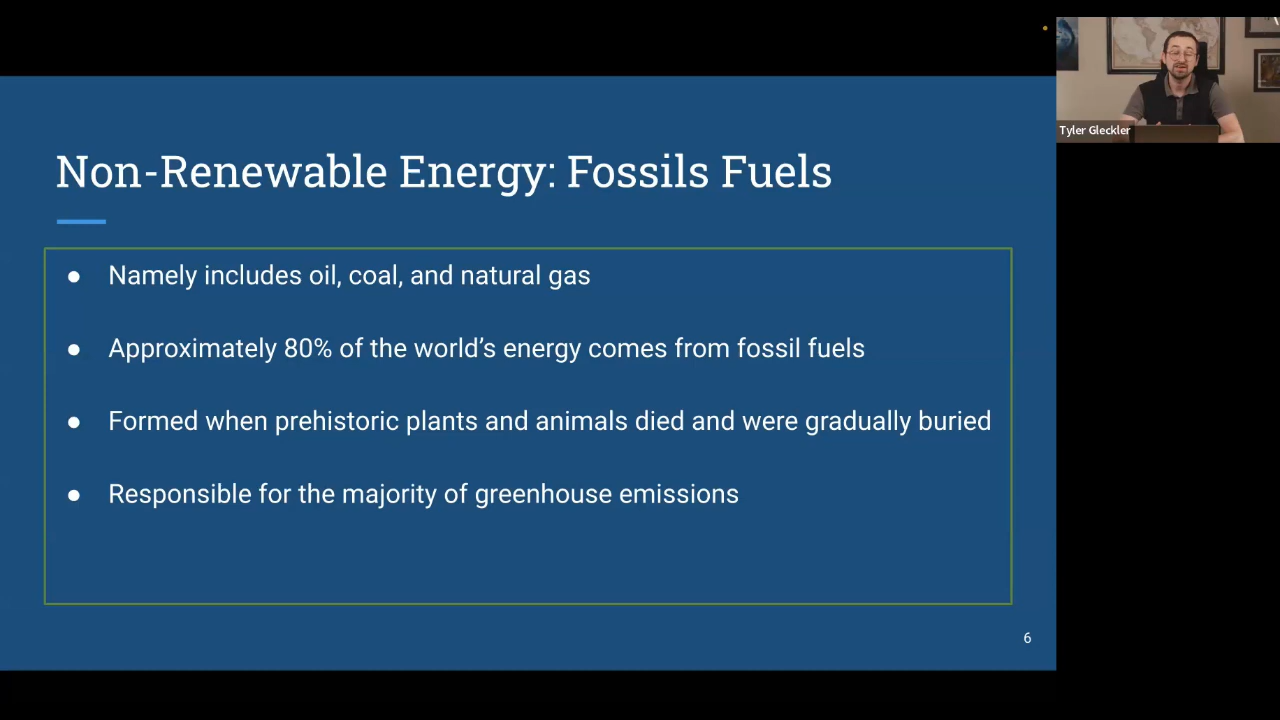 Non-Renewable Energy: Fossils Fuels
● Namely includes oil, coal, and natural gas
● Approximately 80% of the world’s energy comes from fossil fuels
● Formed when prehistoric plants and animals died and were gradually buried
● Responsible for the majority of greenhouse emissions
6
Tyler Gleckler